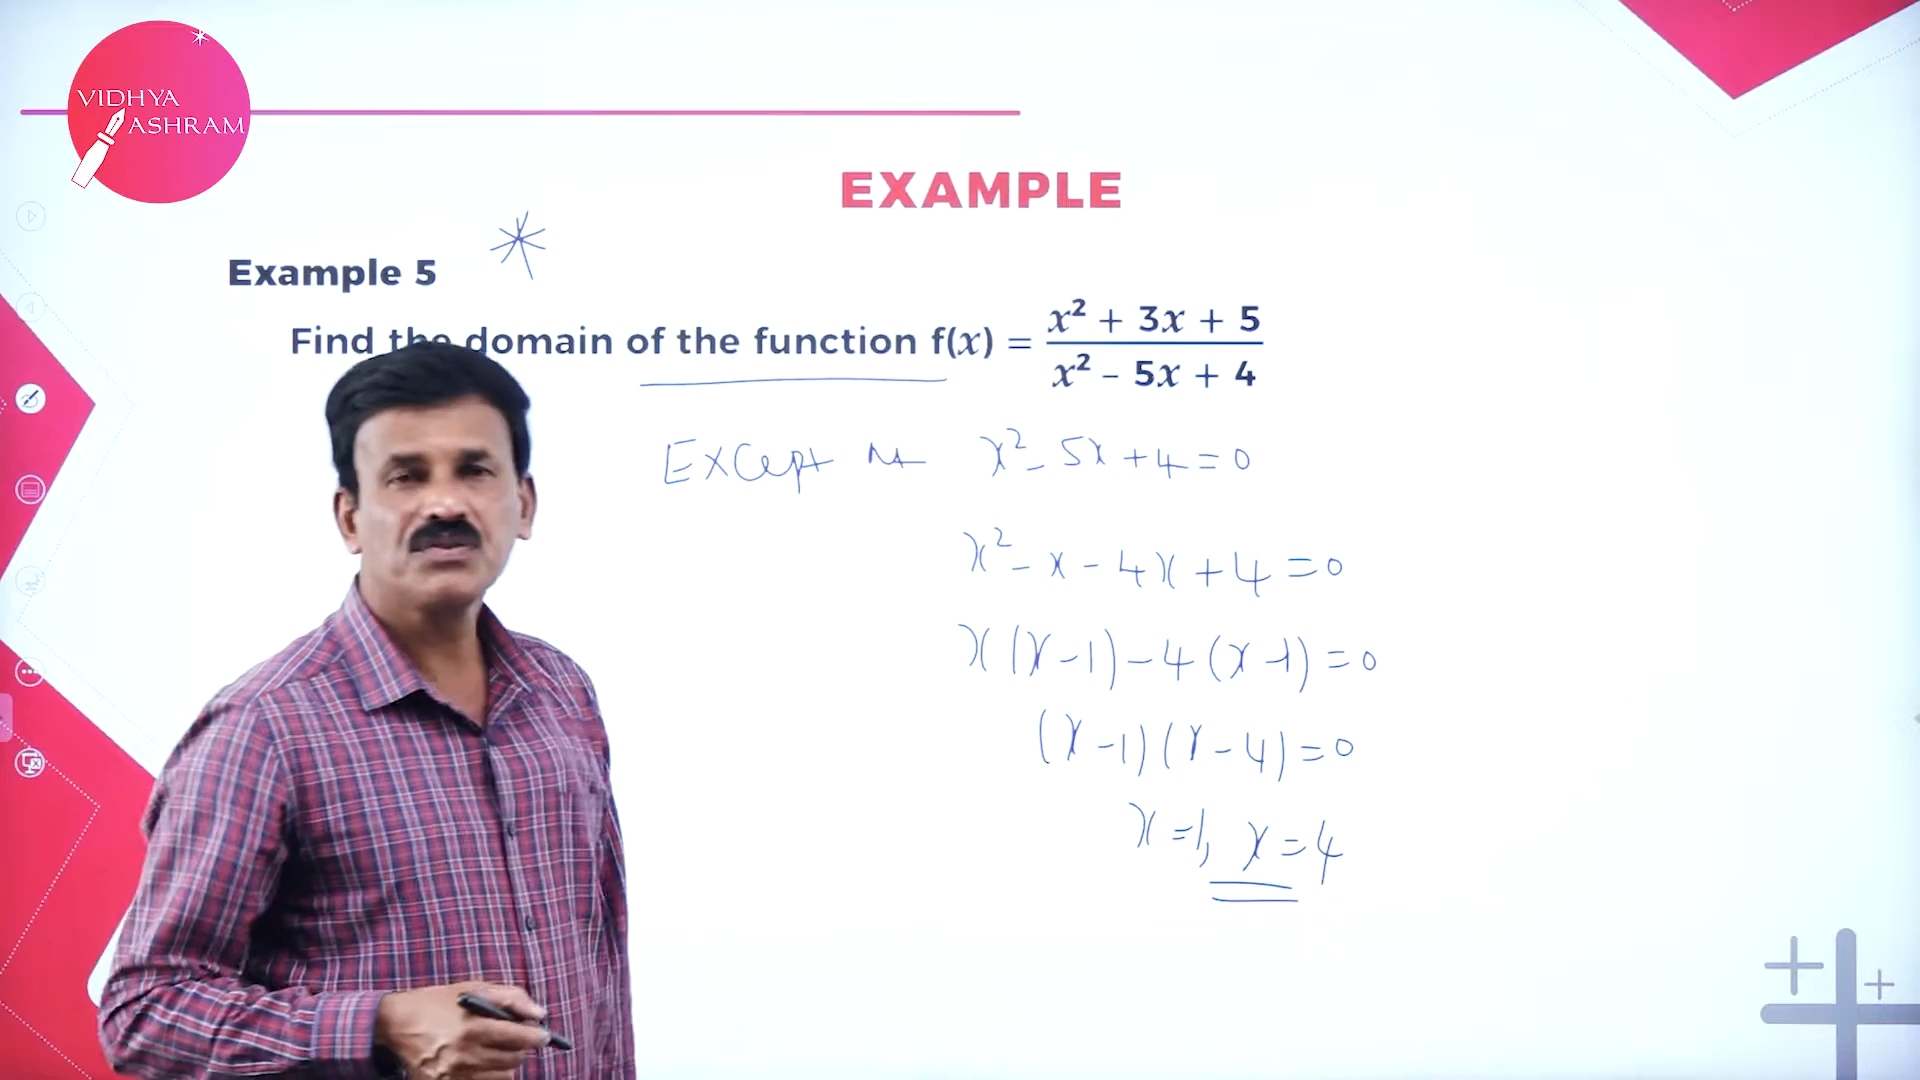 VIDHYA
ASHRAM
EXAMPLE
Example 5
Find the domain of the function f(x) = x² + 3x + 5 / x² - 5x + 4
Except at x² - 5x + 4 = 0
x² - x - 4x + 4 = 0
x(x-1) - 4(x-1) = 0
(x-1)(x-4) = 0
x=1, x=4